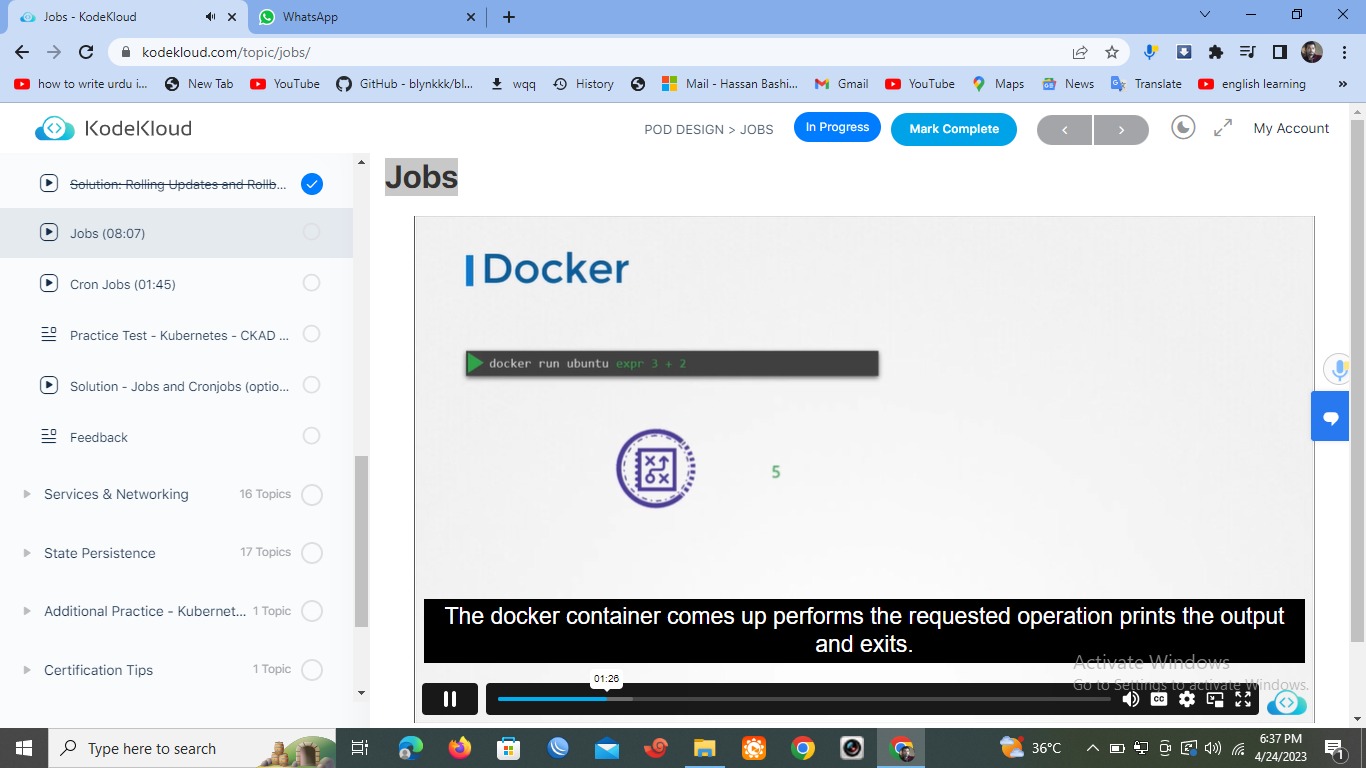 Jobs - KodeKloud
WhatsApp
kodekloud.com/topic/jobs/
how to write urdu i...
New Tab
YouTube
GitHub - blynkkk/bl...
wqq
History
Mail - Hassan Bashi...
Gmail
YouTube
Maps
News
Translate
english learning
KodeKloud
POD DESIGN > JOBS
In Progress
Mark Complete
My Account
Solution: Rolling Updates and Rollb...
Jobs (08:07)
Cron Jobs (01:45)
Practice Test - Kubernetes - CKAD ...
Solution - Jobs and Cronjobs (optio...
Feedback
Services & Networking 16 Topics
State Persistence 17 Topics
Additional Practice - Kubernet... 1 Topic
Certification Tips 1 Topic
Jobs
Docker
docker run ubuntu expr 3 + 2
5
The docker container comes up performs the requested operation prints the output
and exits.
Activate Windows
Go to Settings to activate Windows.
01:26
CC
Type here to search
36°C
6:37 PM
4/24/2023
1